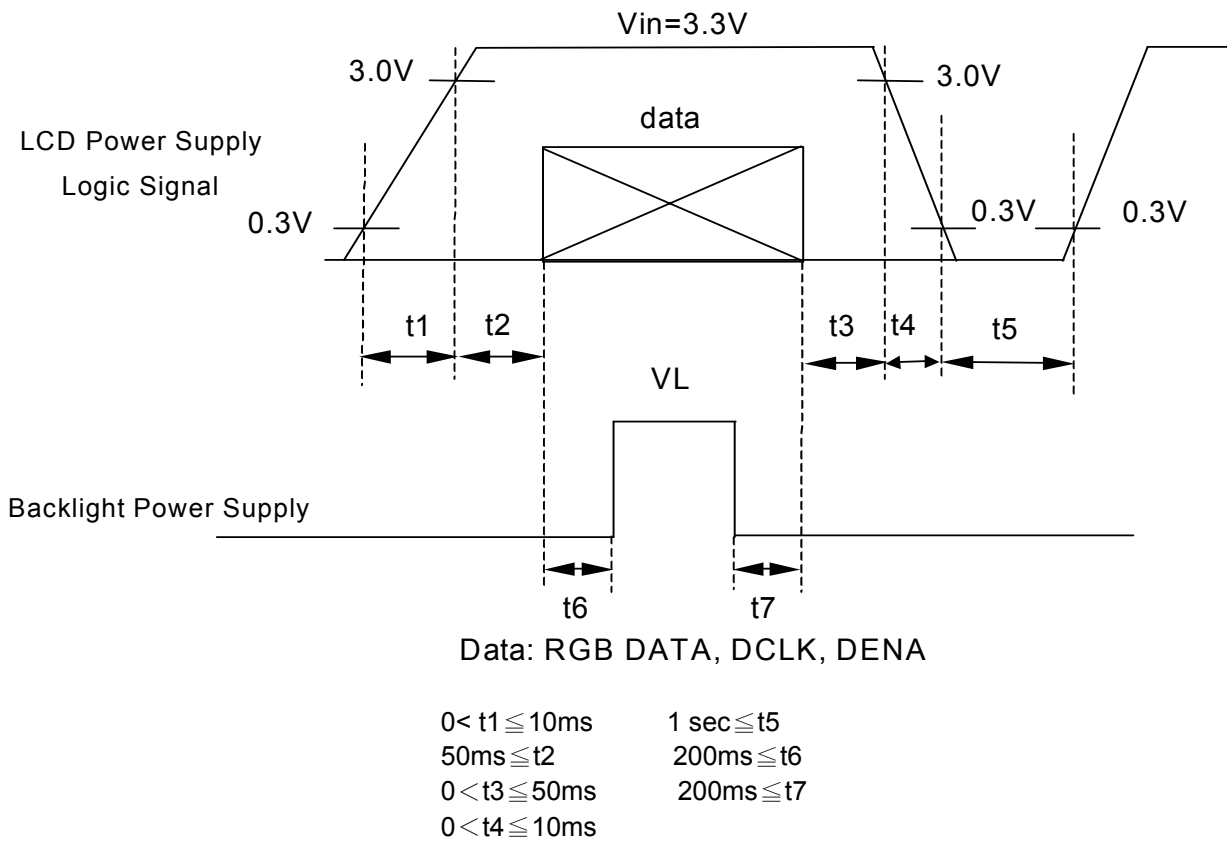 Vin=3.3V
3.0V
3.0V
data
LCD Power Supply
Logic Signal
0.3V
0.3V
0.3V
t1
t2
t3
t4
t5
VL
Backlight Power Supply
t6
t7
Data: RGB DATA, DCLK, DENA
0< t1≦10ms
1 sec≦t5
50ms≦t2
200ms≦t6
0<t3≦50ms
200ms≦t7
0<t4≦10ms